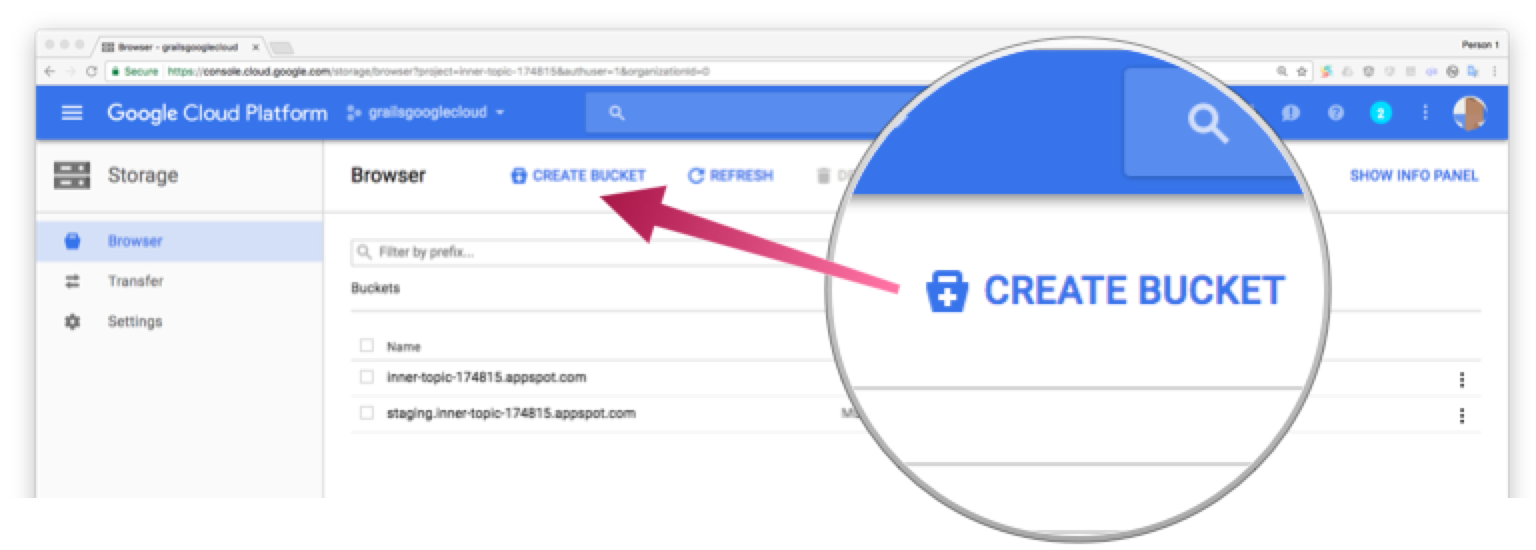 Browser - grailsgooglecloud
Person 1
Secure https://console.cloud.google.com/storage/browser?project=inner-topic-174815&authuser=1&organizationId=0
Google Cloud Platform grailsgooglecloud 2
Storage Browser CREATE BUCKET REFRESH SHOW INFO PANEL
Browser
Filter by prefix...
Transfer
Buckets
CREATE BUCKET
Settings
Name
inner-topic-174815.appspot.com
staging.inner-topic-174815.appspot.com